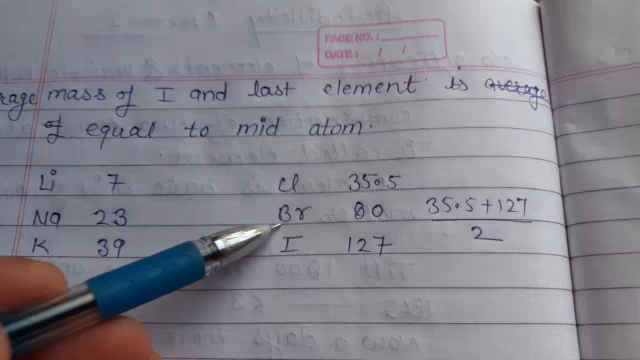 PAGE NO.:
DATE: / /
rage mass of I and last element is
of equal to mid atom.
Li 7 Cl 35.5
Na 23 Br 80 35.5+127
K 39 I 127 2